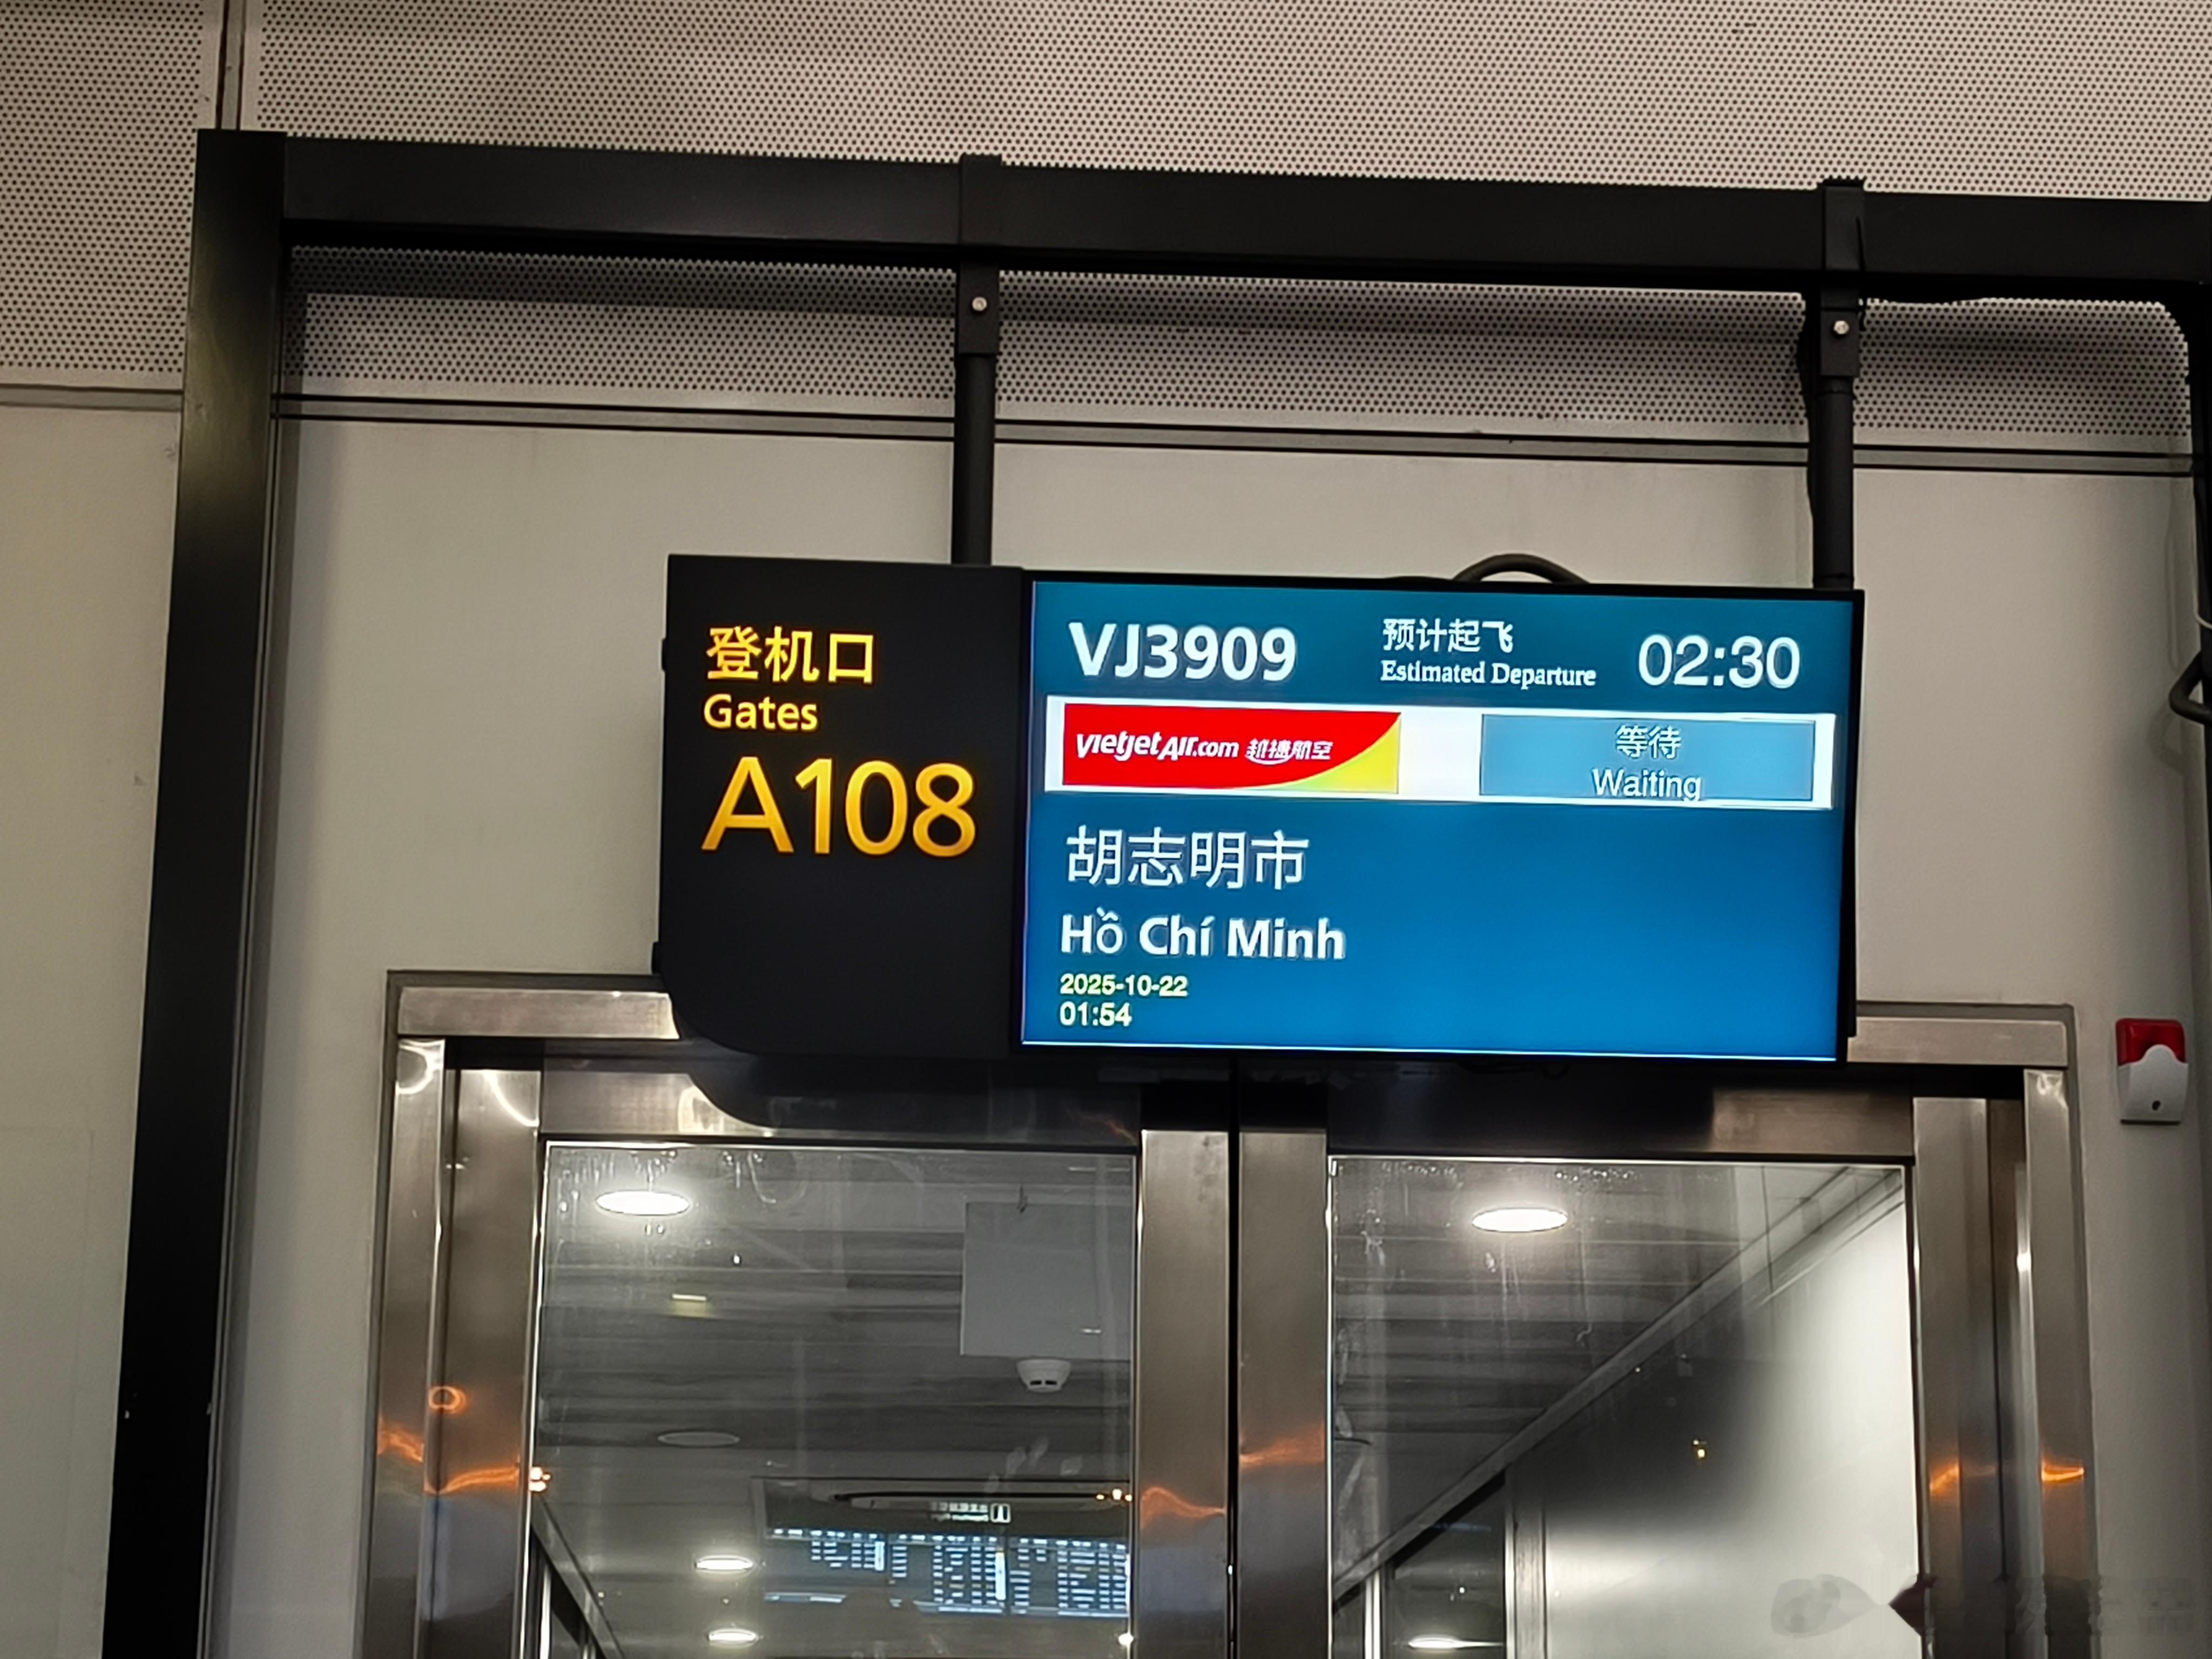 登机口
Gates
A108
VJ3909
预计起飞
Estimated Departure
02:30
vietjetAir.com 越捷航空
等待
Waiting
胡志明市
Hồ Chí Minh
2025-10-22
01:54